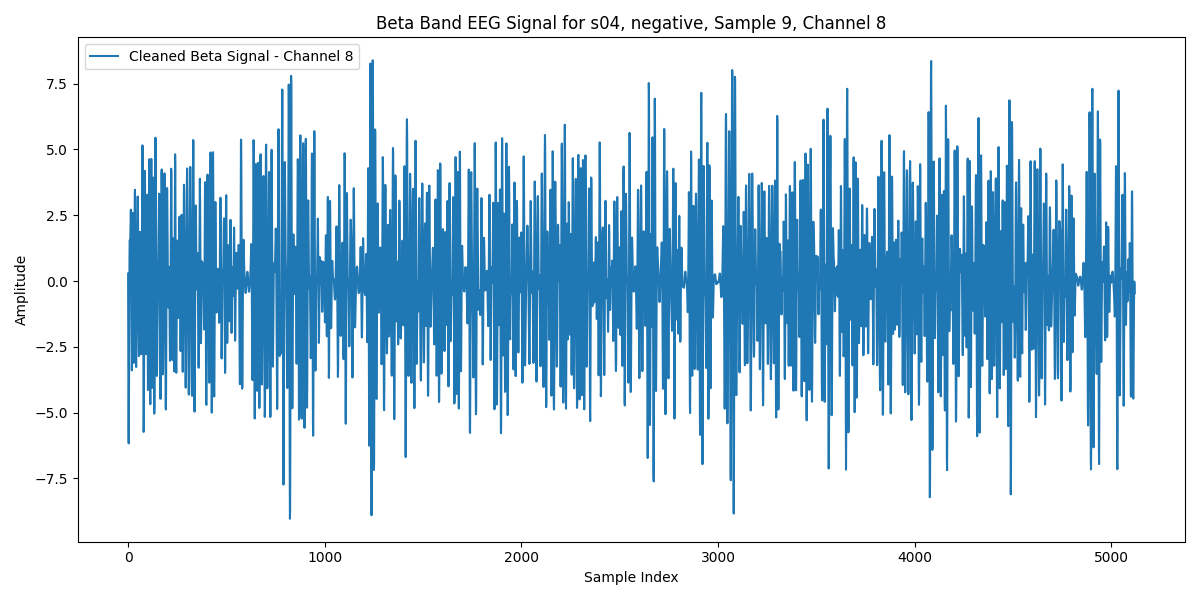 Beta Band EEG Signal for s04, negative, Sample 9, Channel 8
Cleaned Beta Signal - Channel 8
Amplitude
7.5
5.0
2.5
0.0
−2.5
−5.0
−7.5
0 1000 2000 3000 4000 5000
Sample Index